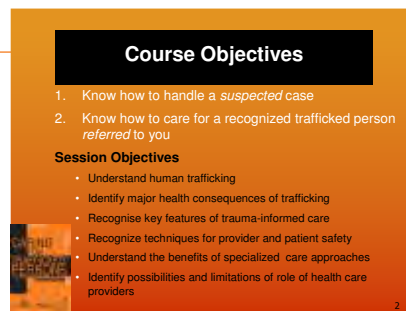 Course Objectives
1. Know how to handle a suspected case
2. Know how to care for a recognized trafficked person
referred to you
Session Objectives
• Understand human trafficking
• Identify major health consequences of trafficking
• Recognise key features of trauma-informed care
• Recognize techniques for provider and patient safety
• Understand the benefits of specialized care approaches
• Identify possibilities and limitations of role of health care
providers
2